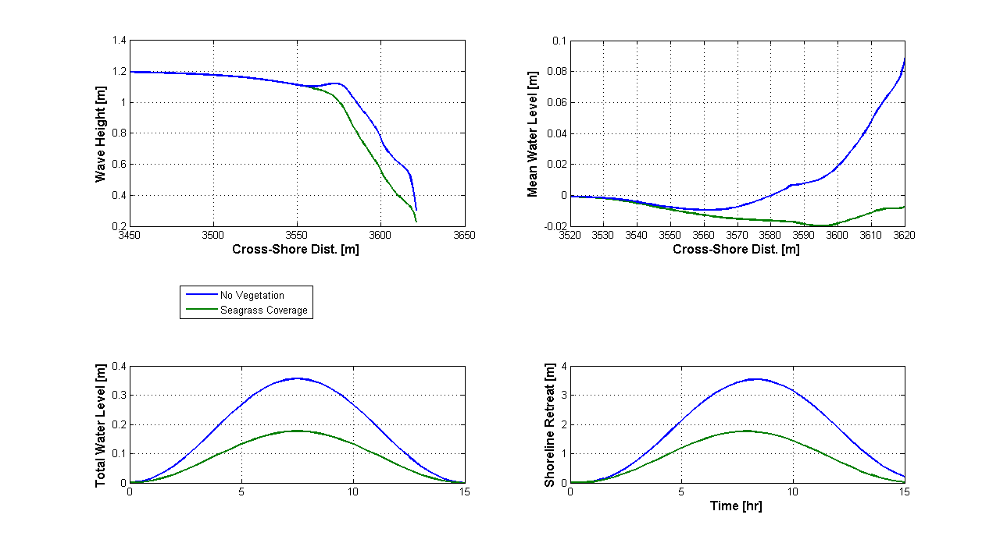 Wave Height [m]
1.4
1.2
1
0.8
0.6
0.4
0.2
3450 3500 3550 3600 3650
Cross-Shore Dist. [m]
Mean Water Level [m]
0.1
0.08
0.06
0.04
0.02
0
-0.02
3520 3530 3540 3550 3560 3570 3580 3590 3600 3610 3620
Cross-Shore Dist. [m]
No Vegetation
Seagrass Coverage
Total Water Level [m]
0.4
0.3
0.2
0.1
0
0 5 10 15
Shoreline Retreat [m]
4
3
2
1
0
0 5 10 15
Time [hr]